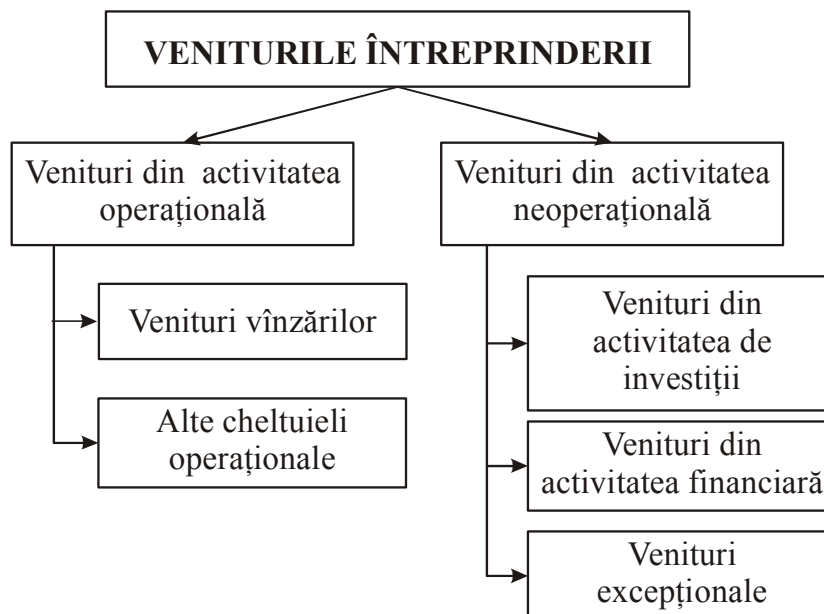 VENITURILE ÎNTREPRINDERII
Venituri din activitatea
operațională
Venituri vînzărilor
Alte cheltuieli
operaționale
Venituri din activitatea
neoperațională
Venituri din
activitatea de
investiții
Venituri din
activitatea financiară
Venituri
excepționale